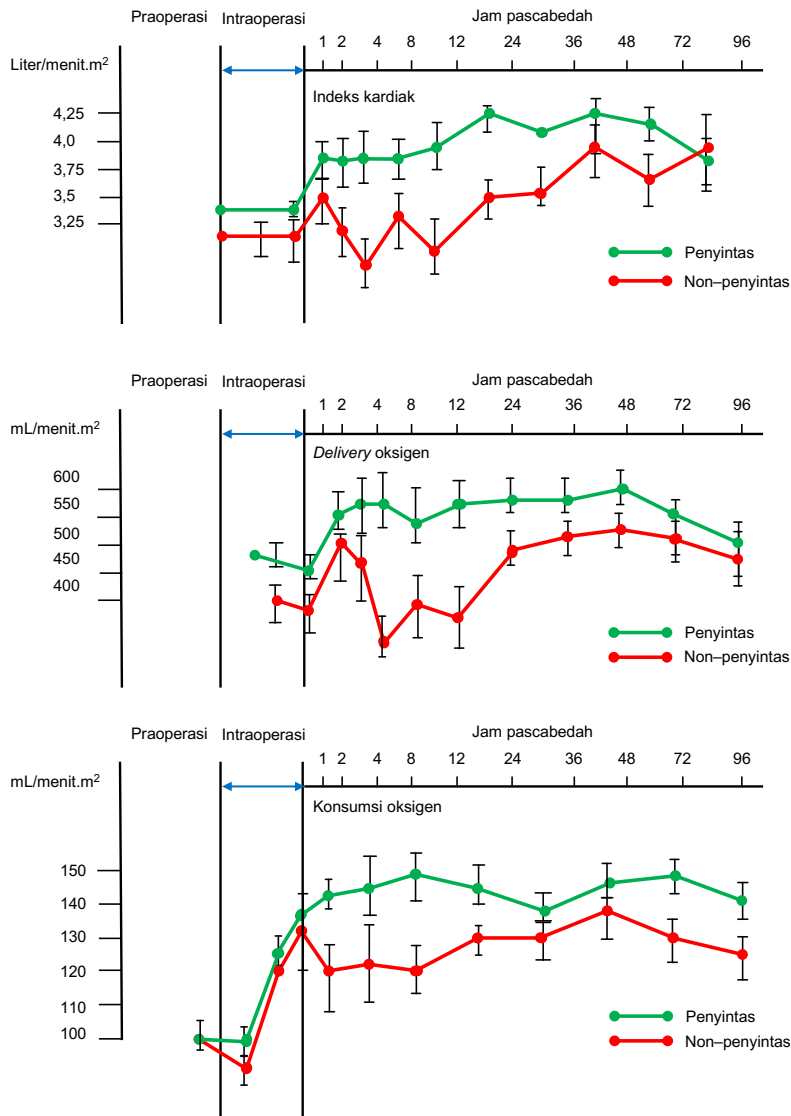 Praoperasi Intraoperasi Jam pascabedah
1 2 4 8 12 24 36 48 72 96
Liter/menit.m²
Indeks kardiak
4,25
4,0
3,75
3,5
3,25
Penyintas
Non–penyintas
Praoperasi Intraoperasi Jam pascabedah
1 2 4 8 12 24 36 48 72 96
mL/menit.m²
Delivery oksigen
600
550
500
450
400
Penyintas
Non–penyintas
Praoperasi Intraoperasi Jam pascabedah
1 2 4 8 12 24 36 48 72 96
mL/menit.m²
Konsumsi oksigen
150
140
130
120
110
100
Penyintas
Non–penyintas